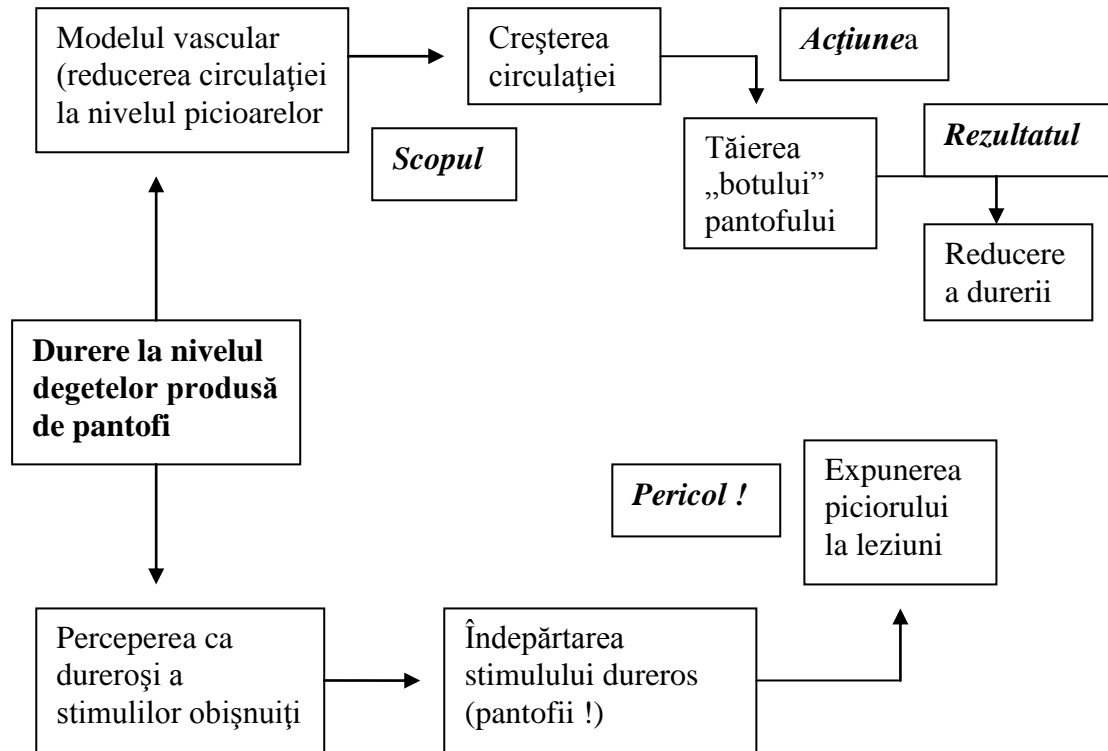 Modelul vascular
(reducerea circulaţiei
la nivelul picioarelor
Creşterea
circulaţiei
Acţiunea
Scopul
Tăierea
„botului”
pantofului
Rezultatul
Reducere
a durerii
Durere la nivelul
degetelor produsă
de pantofi
Pericol !
Expunerea
piciorului
la leziuni
Perceperea ca
dureroşi a
stimulilor obişnuiţi
Îndepărtarea
stimulului dureros
(pantofii !)